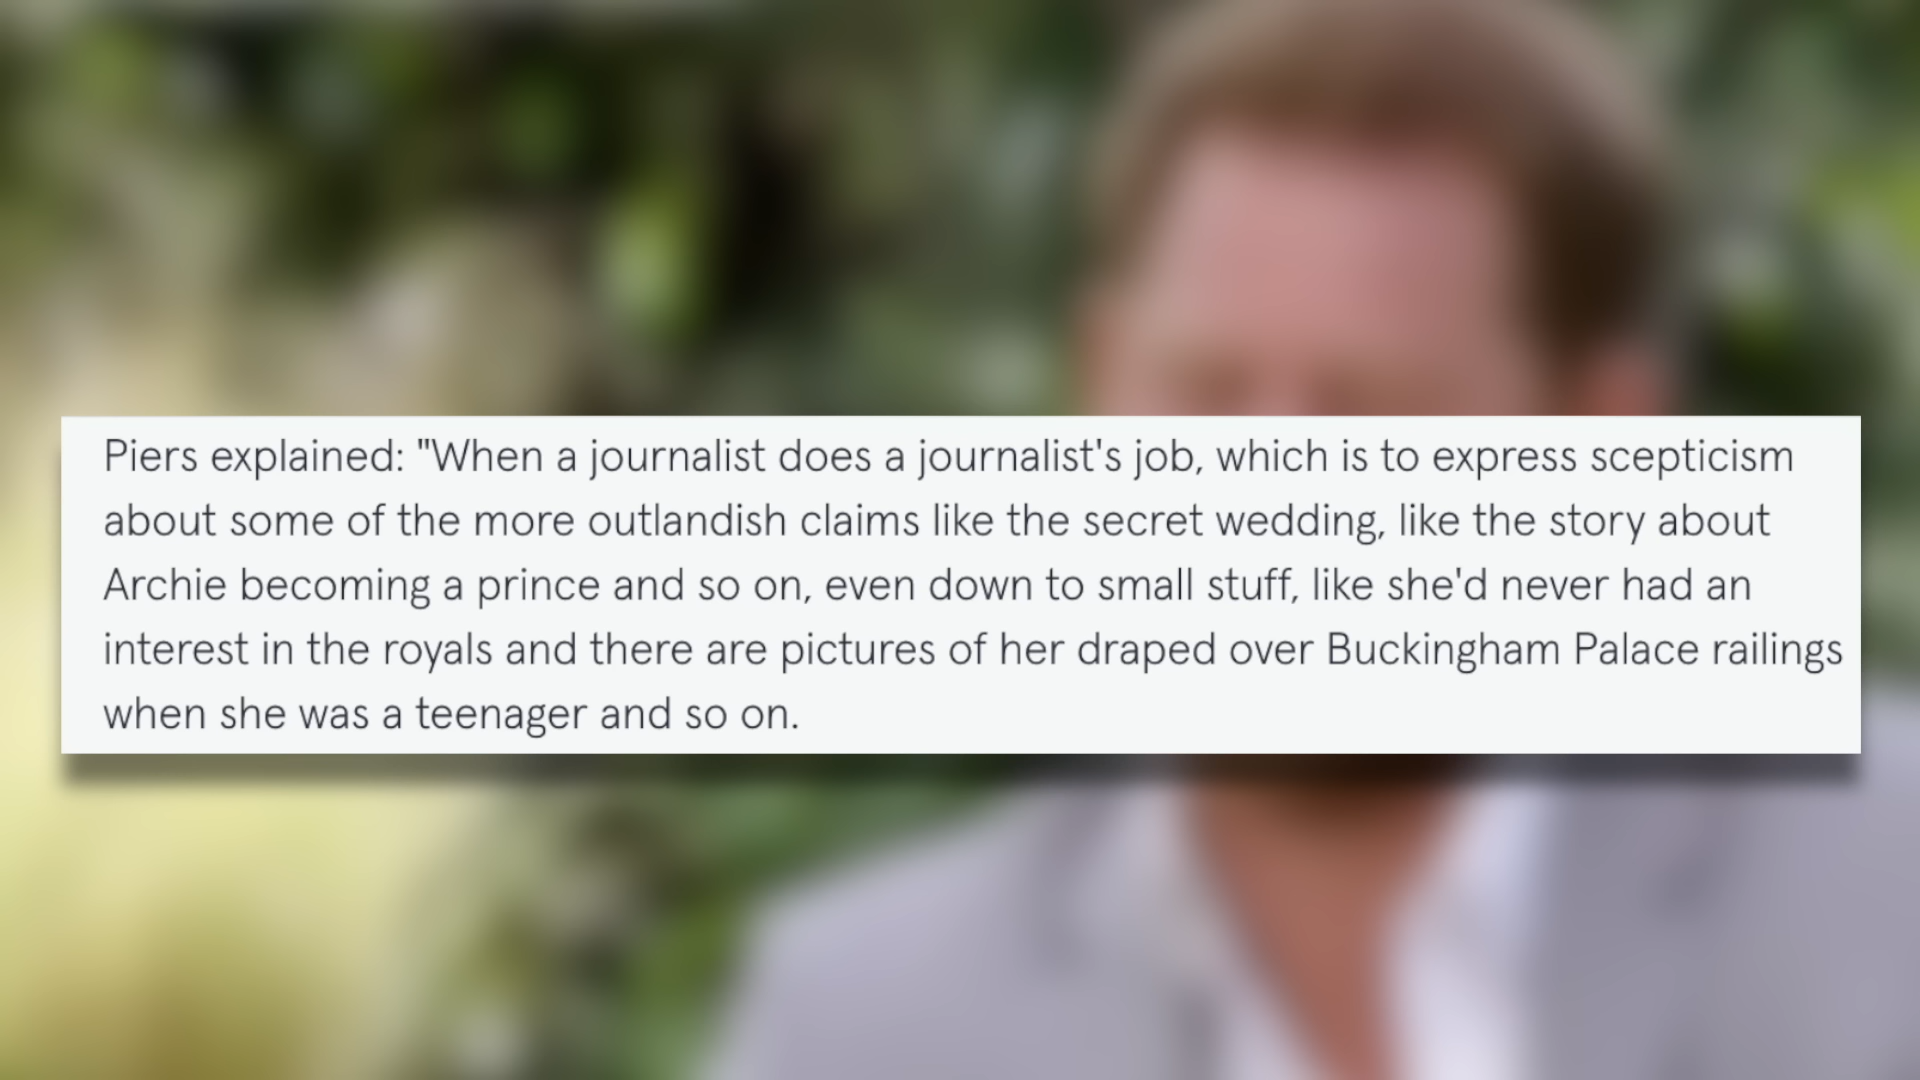 Piers explained: "When a journalist does a journalist's job, which is to express scepticism
about some of the more outlandish claims like the secret wedding, like the story about
Archie becoming a prince and so on, even down to small stuff, like she'd never had an
interest in the royals and there are pictures of her draped over Buckingham Palace railings
when she was a teenager and so on.